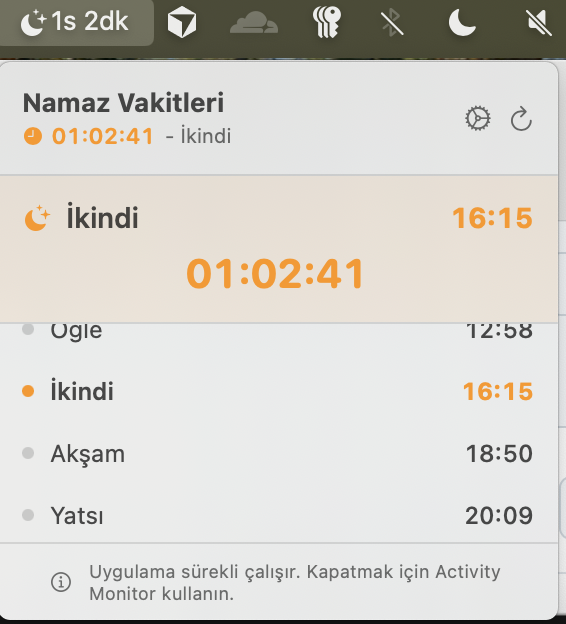 1s 2dk
Namaz Vakitleri
01:02:41 - İkindi
İkindi 16:15
01:02:41
Öğle 12:58
İkindi 16:15
Akşam 18:50
Yatsı 20:09
Uygulama sürekli çalışır. Kapatmak için Activity
Monitor kullanın.